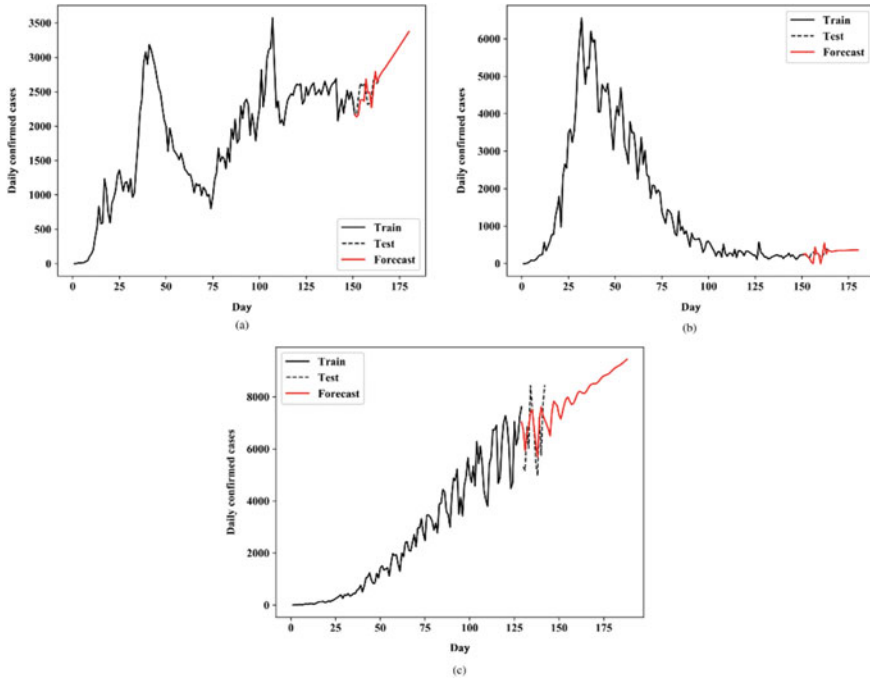 3500
3000
2500
2000
1500
1000
500
0
Daily confirmed cases
Train
Test
Forecast
0 25 50 75 100 125 150 175
Day
(a)
6000
5000
4000
3000
2000
1000
0
Daily confirmed cases
Train
Test
Forecast
0 25 50 75 100 125 150 175
Day
(b)
8000
6000
4000
2000
0
Daily confirmed cases
Train
Test
Forecast
0 25 50 75 100 125 150 175
Day
(c)